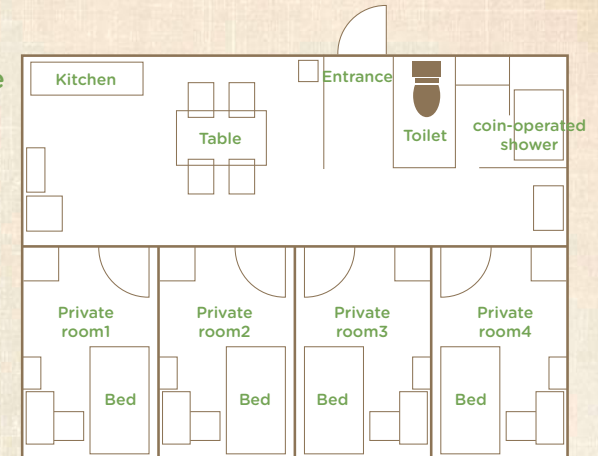 Kitchen
Entrance
Table
Toilet
coin-operated
shower
Private
room1
Private
room2
Private
room3
Private
room4
Bed
Bed
Bed
Bed